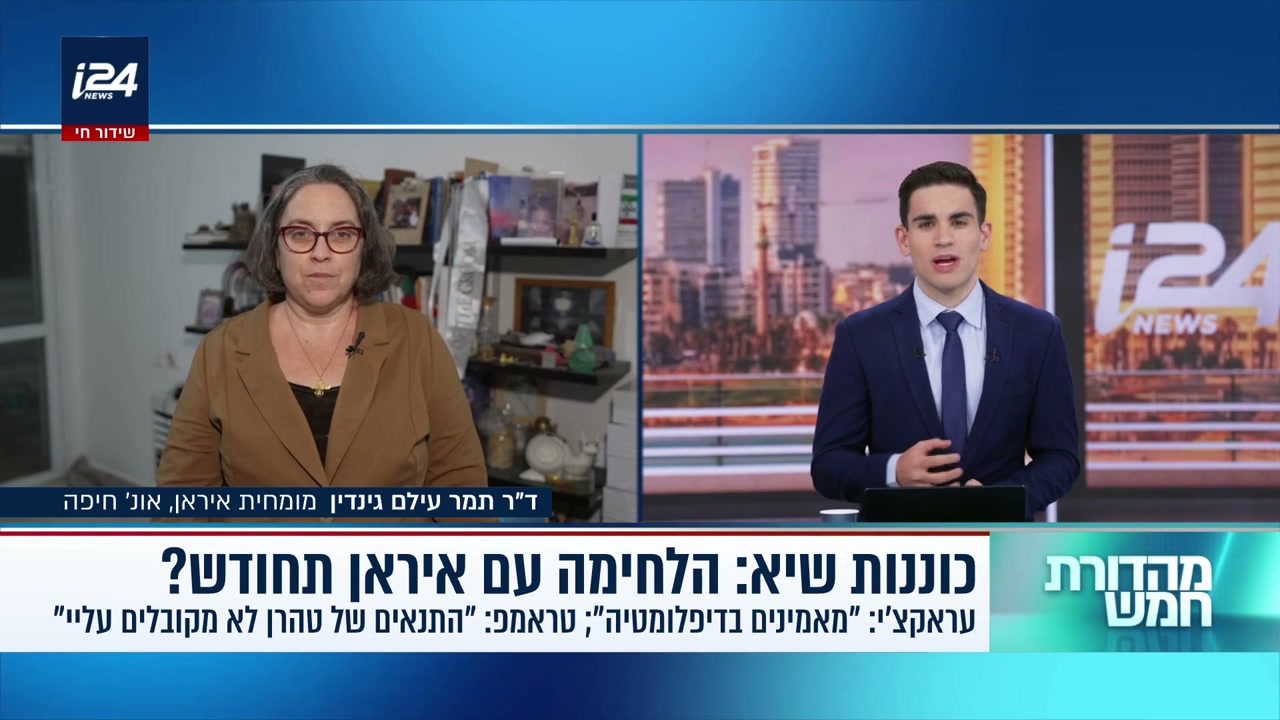 i24
NEWS
שידור חי
i24
NEWS
ד"ר תמר עילם גינדין מומחית איראן, אונ' חיפה
כוננות שיא: הלחימה עם איראן תחודש?
עראקצ'י: "מאמינים בדיפלומטיה"; טראמפ: "התנאים של טהרן לא מקובלים עליי"
מהדורת
חמש